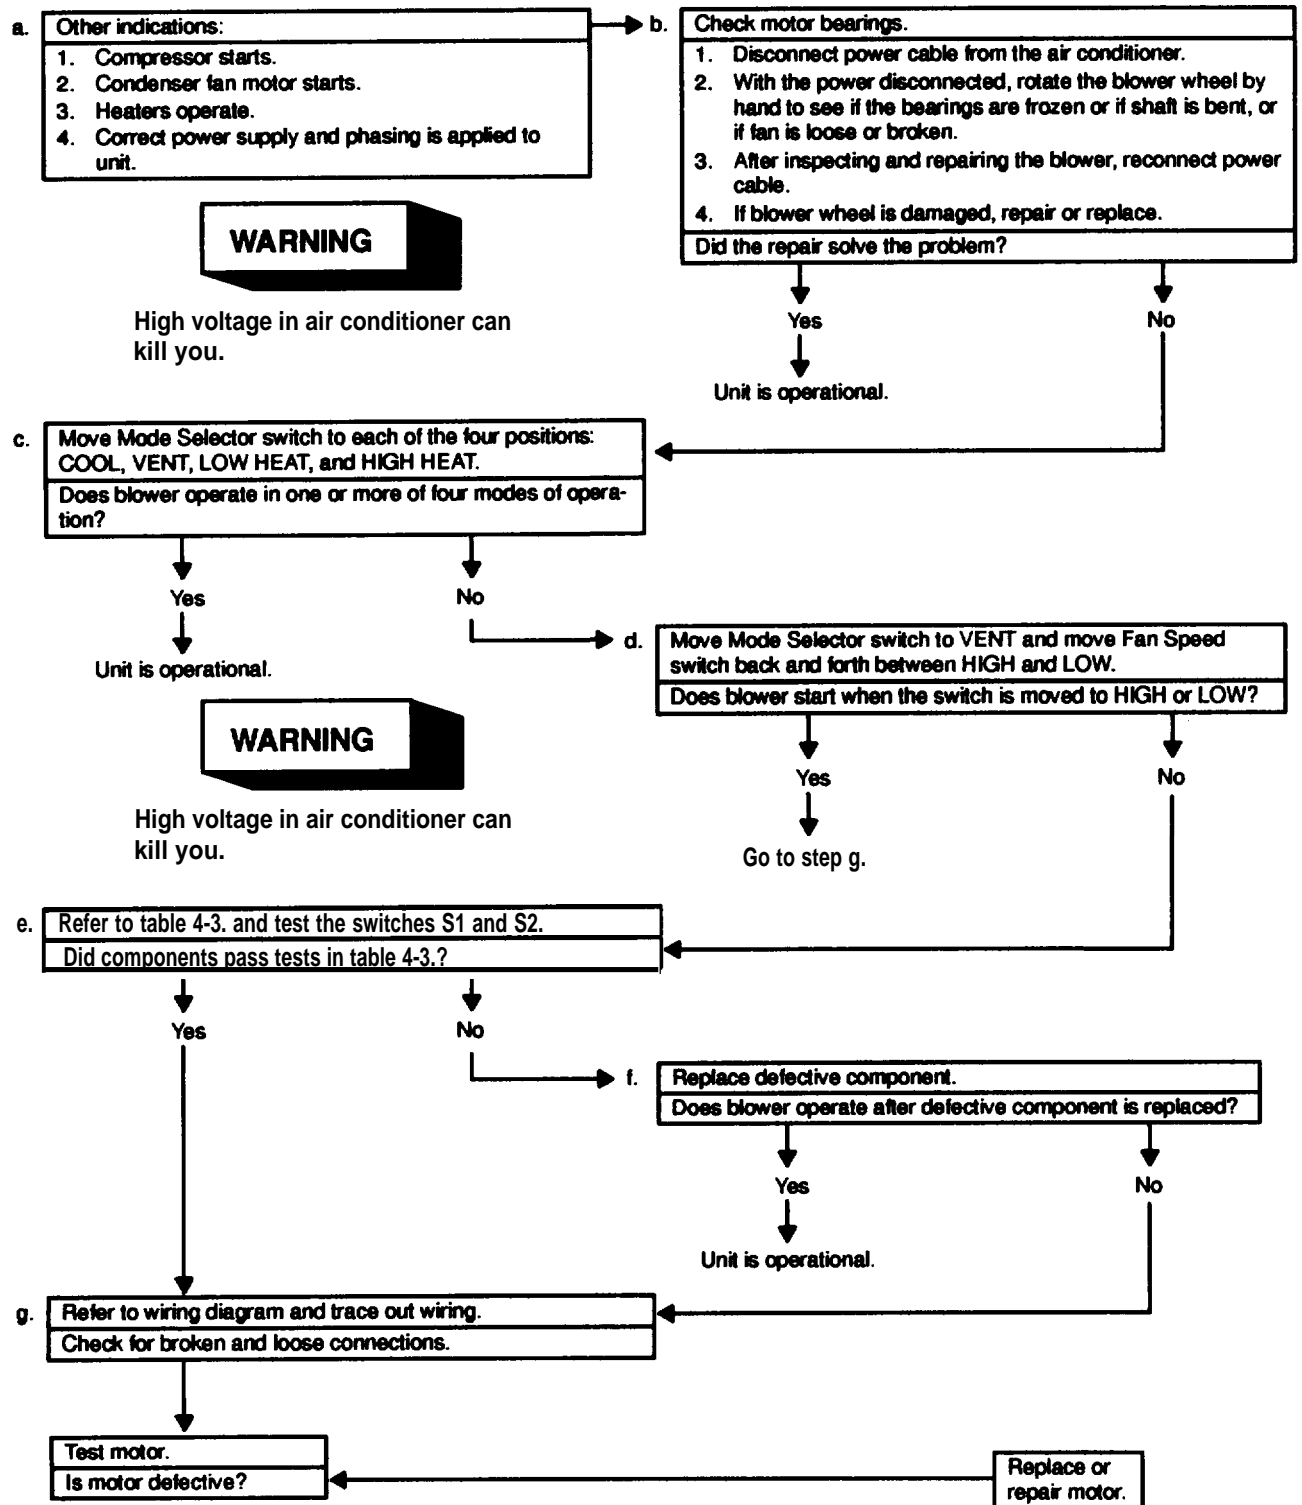 a. Other indications:
1. Compressor starts.
2. Condenser fan motor starts.
3. Heaters operate.
4. Correct power supply and phasing is applied to
unit.
b. Check motor bearings.
1. Disconnect power cable from the air conditioner.
2. With the power disconnected, rotate the blower wheel by
hand to see if the bearings are frozen or if shaft is bent, or
if fan is loose or broken.
3. After inspecting and repairing the blower, reconnect power
cable.
4. If blower wheel is damaged, repair or replace.
Did the repair solve the problem?
WARNING
High voltage in air conditioner can
kill you.
Yes
No
Unit is operational.
c. Move Mode Selector switch to each of the four positions:
COOL, VENT, LOW HEAT, and HIGH HEAT.
Does blower operate in one or more of four modes of opera-
tion?
Yes
No
Unit is operational.
d. Move Mode Selector switch to VENT and move Fan Speed
switch back and forth between HIGH and LOW.
Does blower start when the switch is moved to HIGH or LOW?
WARNING
High voltage in air conditioner can
kill you.
Yes
No
Go to step g.
e. Refer to table 4-3. and test the switches S1 and S2.
Did components pass tests in table 4-3.?
Yes
No
f. Replace defective component.
Does blower operate after defective component is replaced?
Yes
No
Unit is operational.
g. Refer to wiring diagram and trace out wiring.
Check for broken and loose connections.
Test motor.
Is motor defective?
Replace or
repair motor.